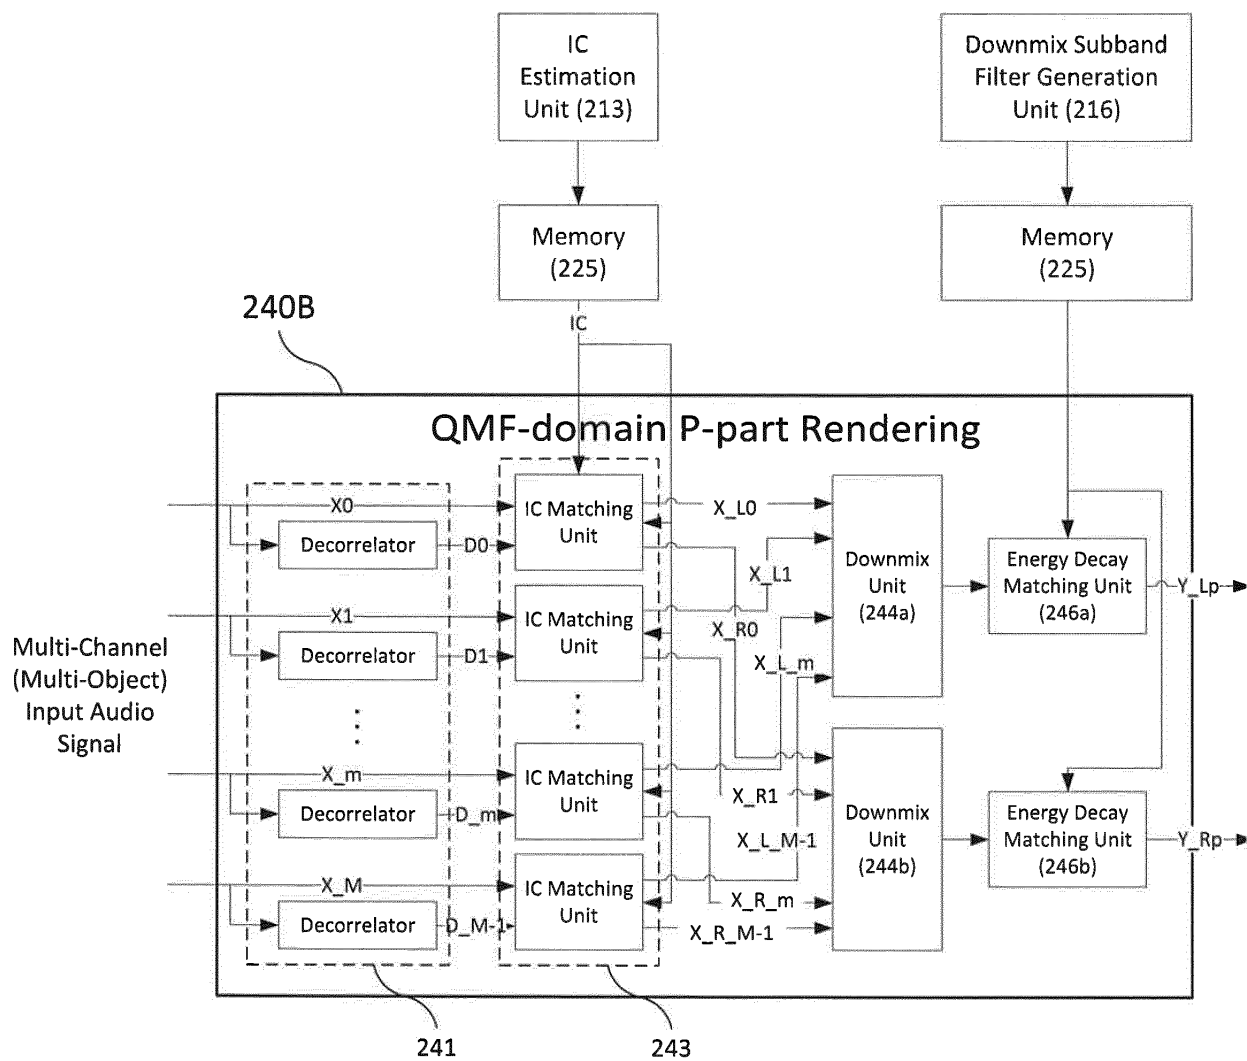 IC
Estimation
Unit (213)
Downmix Subband
Filter Generation
Unit (216)
Memory
(225)
Memory
(225)
240B
IC
QMF-domain P-part Rendering
X0
Decorrelator
D0
IC Matching
Unit
X_L0
X1
Decorrelator
D1
IC Matching
Unit
X_L1
X_R0
X_L_m
Downmix
Unit
(244a)
Energy Decay
Matching Unit
(246a)
Y_Lp
Multi-Channel
(Multi-Object)
Input Audio
Signal
X_m
Decorrelator
D_m
IC Matching
Unit
X_R1
X_L_M-1
X_M
Decorrelator
D_M-1
IC Matching
Unit
X_R_m
X_R_M-1
Downmix
Unit
(244b)
Energy Decay
Matching Unit
(246b)
Y_Rp
241
243